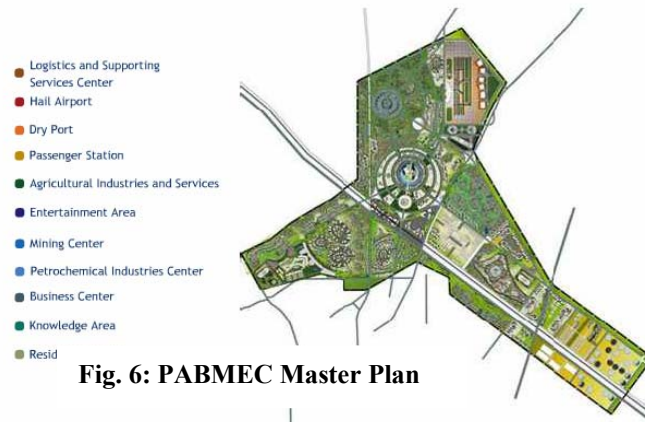 Logistics and Supporting
Services Center
Hail Airport
Dry Port
Passenger Station
Agricultural Industries and Services
Entertainment Area
Mining Center
Petrochemical Industries Center
Business Center
Knowledge Area
Resid
Fig. 6: PABMEC Master Plan